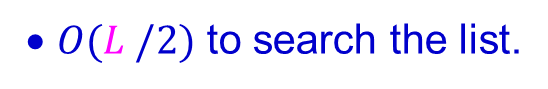 • O(L /2) to search the list.